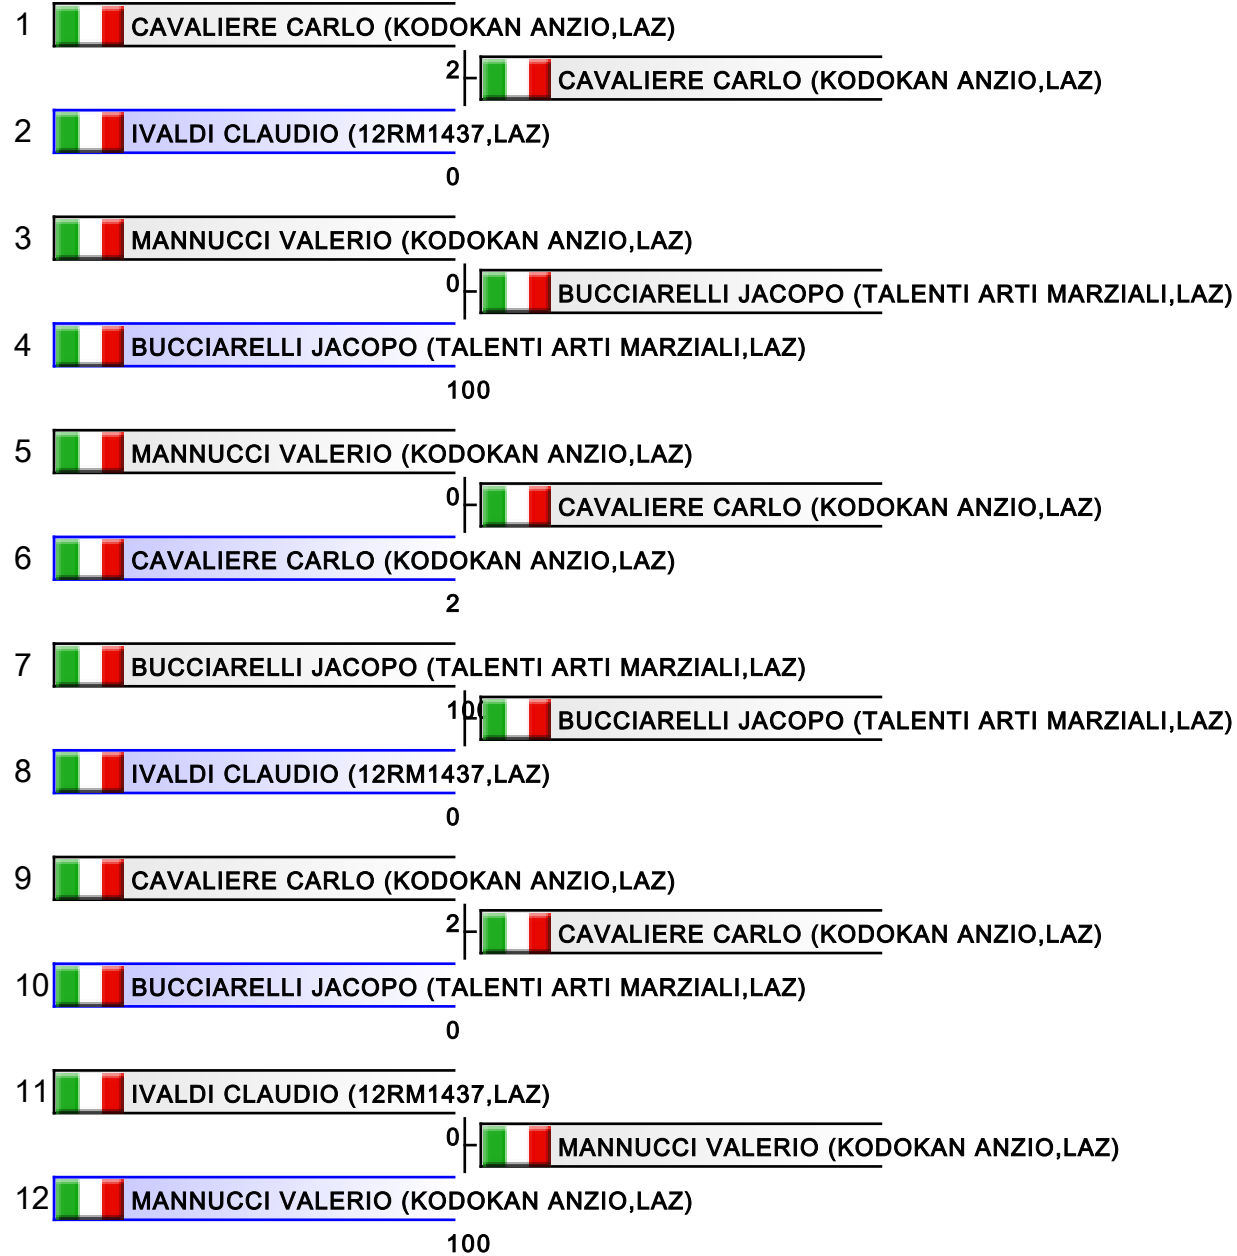 1 CAVALIERE CARLO (KODOKAN ANZIO,LAZ)
2 CAVALIERE CARLO (KODOKAN ANZIO,LAZ)
2 IVALDI CLAUDIO (12RM1437,LAZ)
0
3 MANNUCCI VALERIO (KODOKAN ANZIO,LAZ)
0 BUCCIARELLI JACOPO (TALENTI ARTI MARZIALI,LAZ)
4 BUCCIARELLI JACOPO (TALENTI ARTI MARZIALI,LAZ)
100
5 MANNUCCI VALERIO (KODOKAN ANZIO,LAZ)
0 CAVALIERE CARLO (KODOKAN ANZIO,LAZ)
6 CAVALIERE CARLO (KODOKAN ANZIO,LAZ)
2
7 BUCCIARELLI JACOPO (TALENTI ARTI MARZIALI,LAZ)
100 BUCCIARELLI JACOPO (TALENTI ARTI MARZIALI,LAZ)
8 IVALDI CLAUDIO (12RM1437,LAZ)
0
9 CAVALIERE CARLO (KODOKAN ANZIO,LAZ)
2 CAVALIERE CARLO (KODOKAN ANZIO,LAZ)
10 BUCCIARELLI JACOPO (TALENTI ARTI MARZIALI,LAZ)
0
11 IVALDI CLAUDIO (12RM1437,LAZ)
0 MANNUCCI VALERIO (KODOKAN ANZIO,LAZ)
12 MANNUCCI VALERIO (KODOKAN ANZIO,LAZ)
100